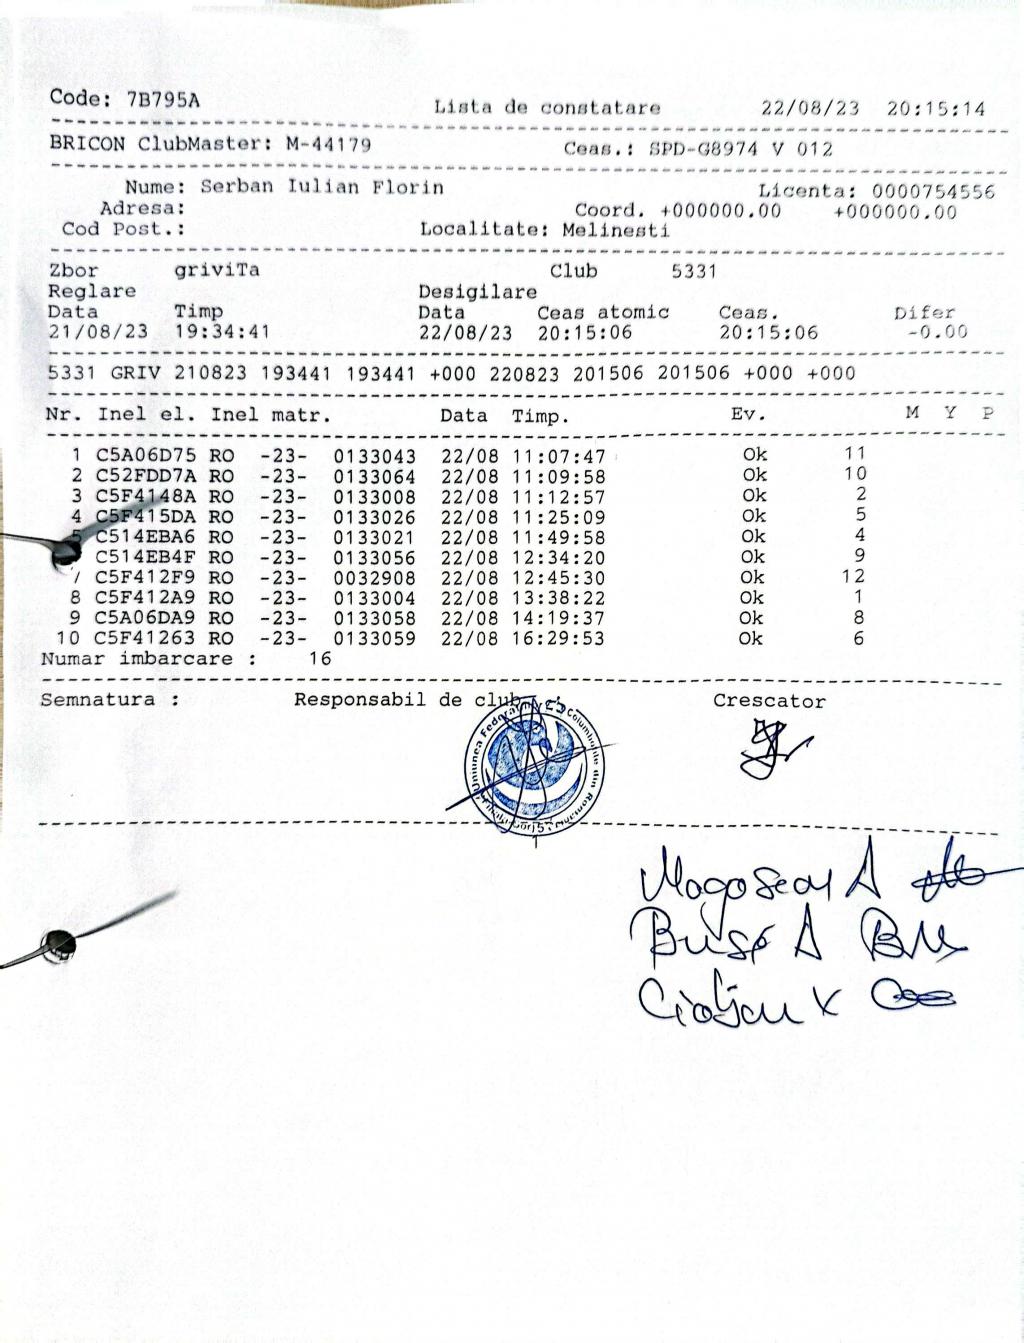 Code: 7B795A Lista de constatare 22/08/23 20:15:14
BRICON ClubMaster: M-44179 Ceas.: SPD-G8974 V 012
Nume: Serban Iulian Florin Licenta: 0000754556
Adresa: Coord. +000000.00 +000000.00
Cod Post.: Localitate: Melinesti
Zbor griviTa Club 5331
Reglare Desigilare
Data Timp Data Ceas atomic Ceas. Difer
21/08/23 19:34:41 22/08/23 20:15:06 20:15:06 -0.00
5331 GRIV 210823 193441 193441 +000 220823 201506 201506 +000 +000
Nr. Inel el. Inel matr. Data Timp. Ev. M Y P
1 C5A06D75 RO -23- 0133043 22/08 11:07:47 Ok 11
2 C52FDD7A RO -23- 0133064 22/08 11:09:58 Ok 10
3 C5F4148A RO -23- 0133008 22/08 11:12:57 Ok 2
4 C5F415DA RO -23- 0133026 22/08 11:25:09 Ok 5
5 C514EBA6 RO -23- 0133021 22/08 11:49:58 Ok 4
C514EB4F RO -23- 0133056 22/08 12:34:20 Ok 9
7 C5F412F9 RO -23- 0032908 22/08 12:45:30 Ok 12
8 C5F412A9 RO -23- 0133004 22/08 13:38:22 Ok 1
9 C5A06DA9 RO -23- 0133058 22/08 14:19:37 Ok 8
10 C5F41263 RO -23- 0133059 22/08 16:29:53 Ok 6
Numar imbarcare : 16
Semnatura : Responsabil de club Crescator
Uniunea Federa Columbofile din Romania
A
A